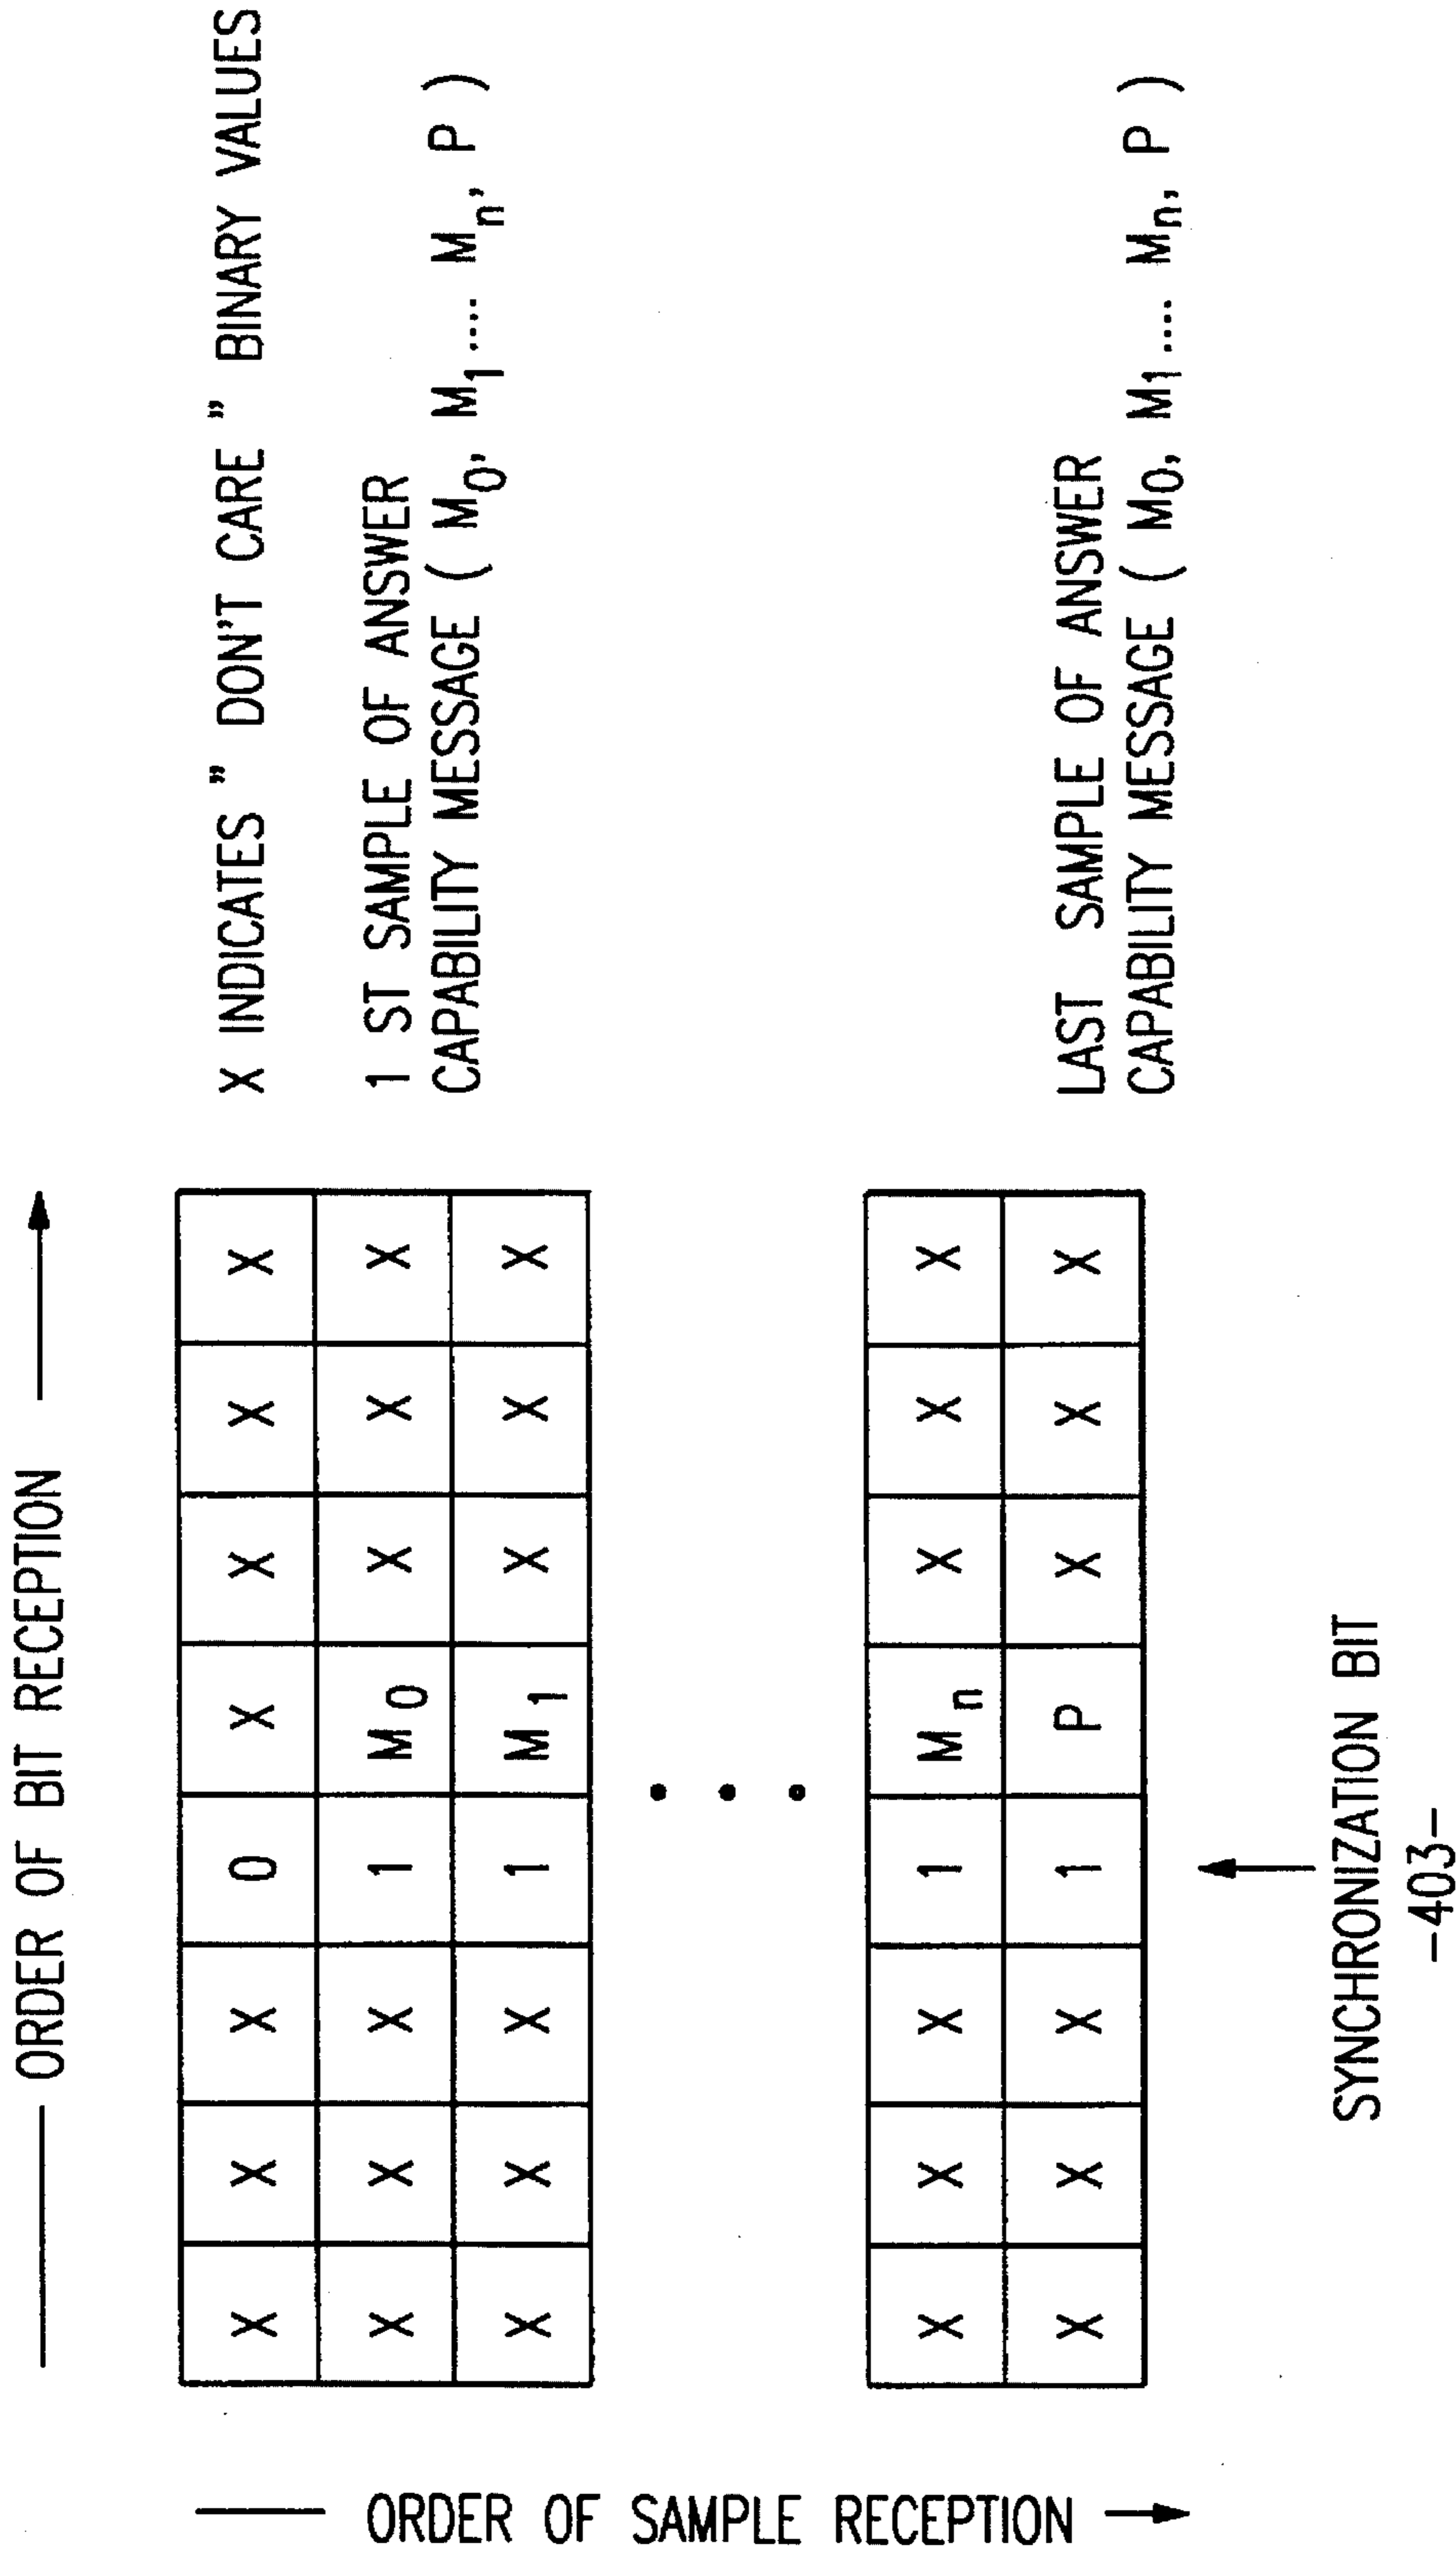 ORDER OF BIT RECEPTION
X X X 0 X X X X
X INDICATES " DON'T CARE " BINARY VALUES
X X X 1 M0 X X X
1 ST SAMPLE OF ANSWER
CAPABILITY MESSAGE ( M0, M1 .... Mn, P )
X X X 1 M1 X X X
X X X 1 Mn X X X
X X X 1 P X X X
LAST SAMPLE OF ANSWER
CAPABILITY MESSAGE ( M0, M1 .... Mn, P )
ORDER OF SAMPLE RECEPTION
SYNCHRONIZATION BIT
-403-